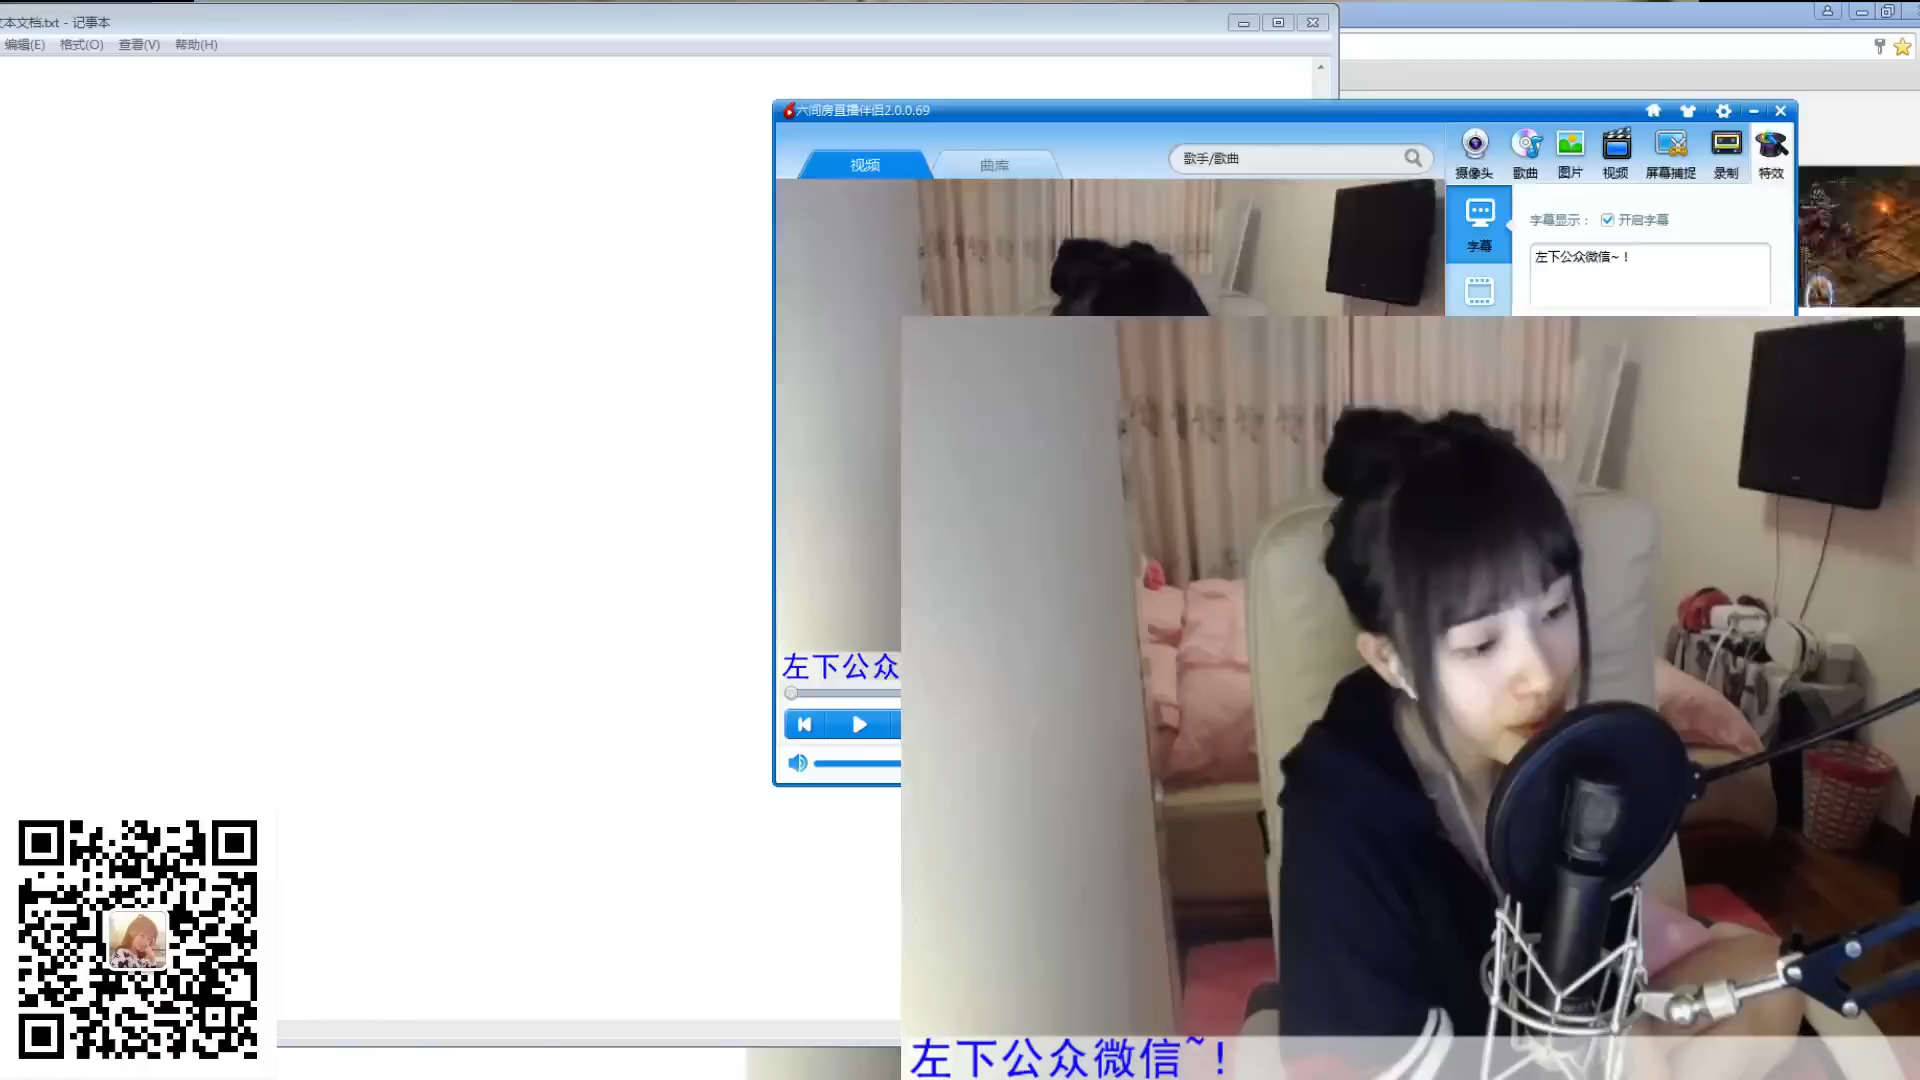 文本文档.txt - 记事本
编辑(E) 格式(O) 查看(V) 帮助(H)
六间房直播伴侣2.0.0.69
视频
曲库
歌手/歌曲
摄像头
歌曲
图片
视频
屏幕捕捉
录制
特效
字幕
字幕显示： 开启字幕
左下公众微信~！
左下公众
左下公众微信~！